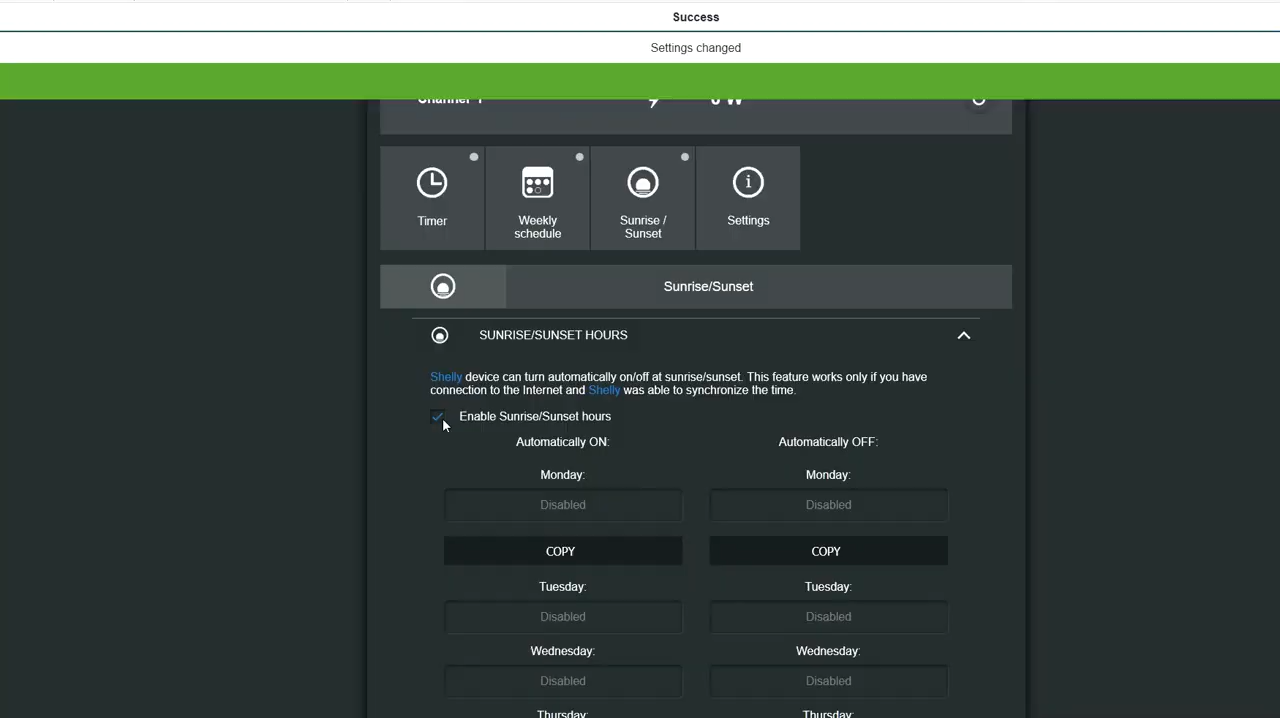 Success
Settings changed
Channel 1 0 W
Timer
Weekly
schedule
Sunrise /
Sunset
Settings
Sunrise/Sunset
SUNRISE/SUNSET HOURS
Shelly device can turn automatically on/off at sunrise/sunset. This feature works only if you have
connection to the Internet and Shelly was able to synchronize the time.
Enable Sunrise/Sunset hours
Automatically ON: Automatically OFF:
Monday: Monday:
Disabled Disabled
COPY COPY
Tuesday: Tuesday:
Disabled Disabled
Wednesday: Wednesday:
Disabled Disabled
Thursday: Thursday: